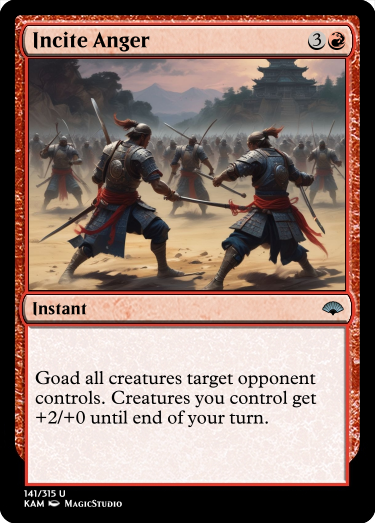 Incite Anger 3
Instant
Goad all creatures target opponent
controls. Creatures you control get
+2/+0 until end of your turn.
141/315 U
KAM MagicStudio